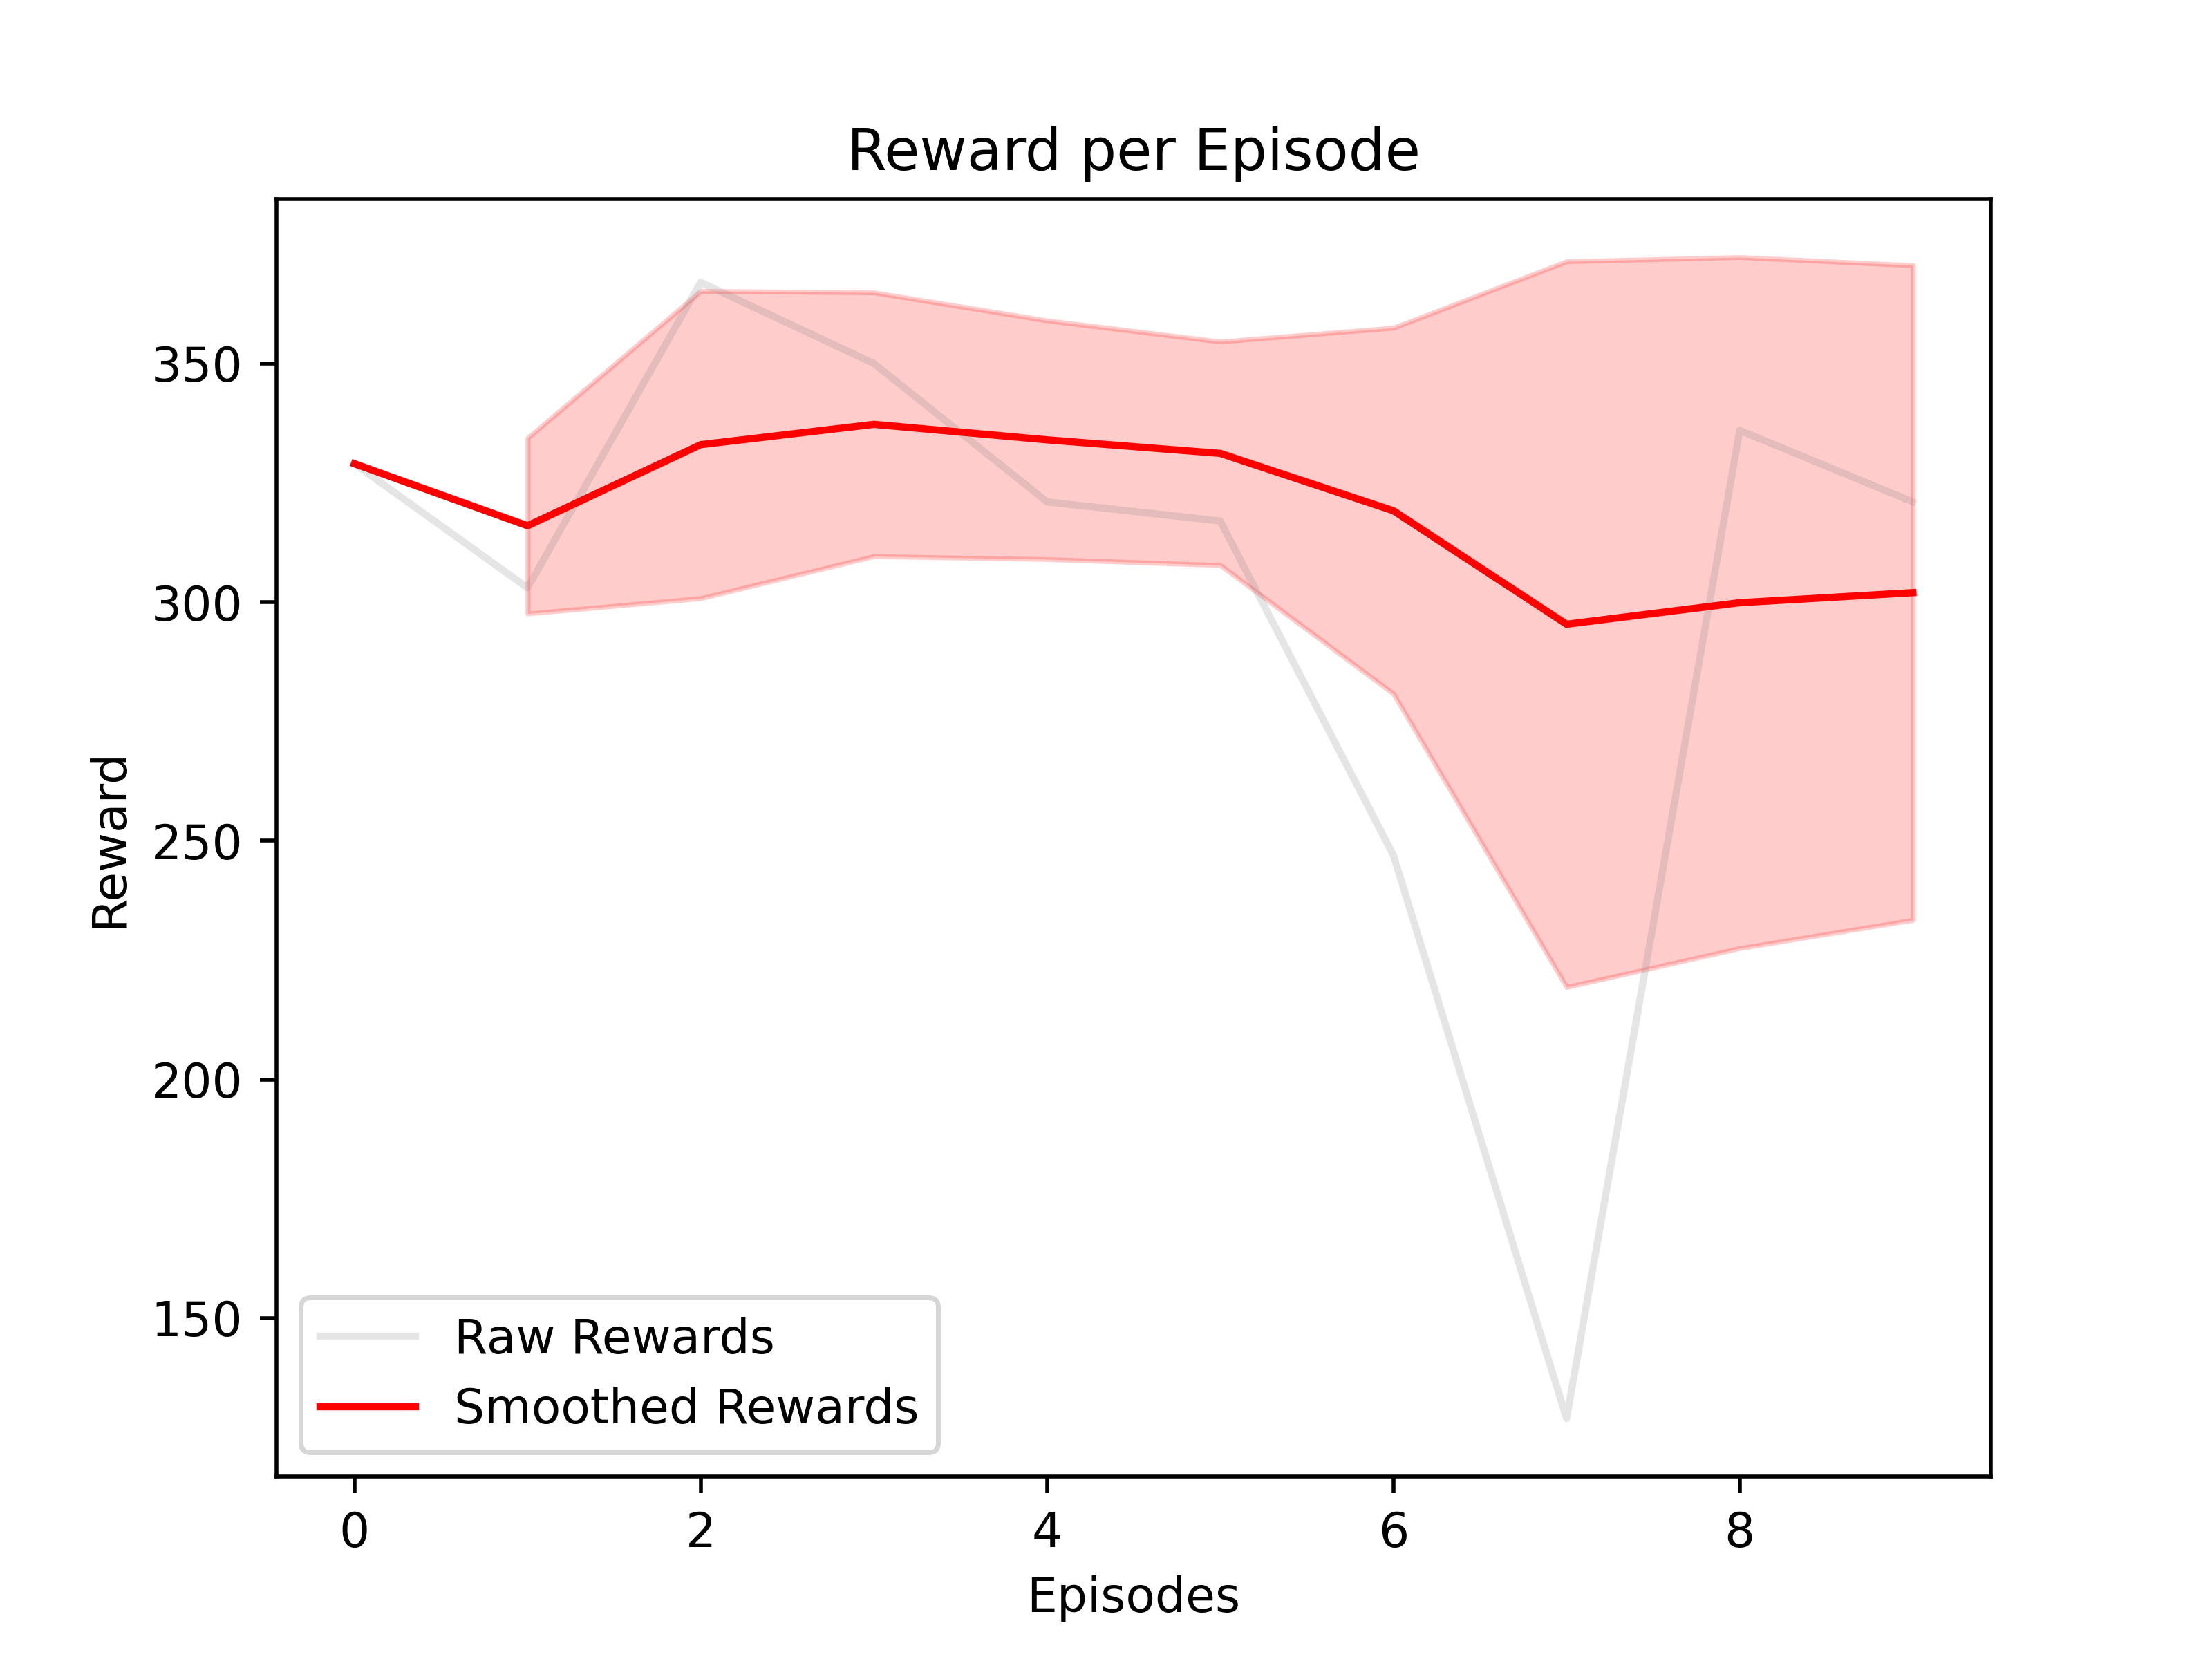 Reward per Episode
Reward
350
300
250
200
150
Raw Rewards
Smoothed Rewards
0 2 4 6 8
Episodes